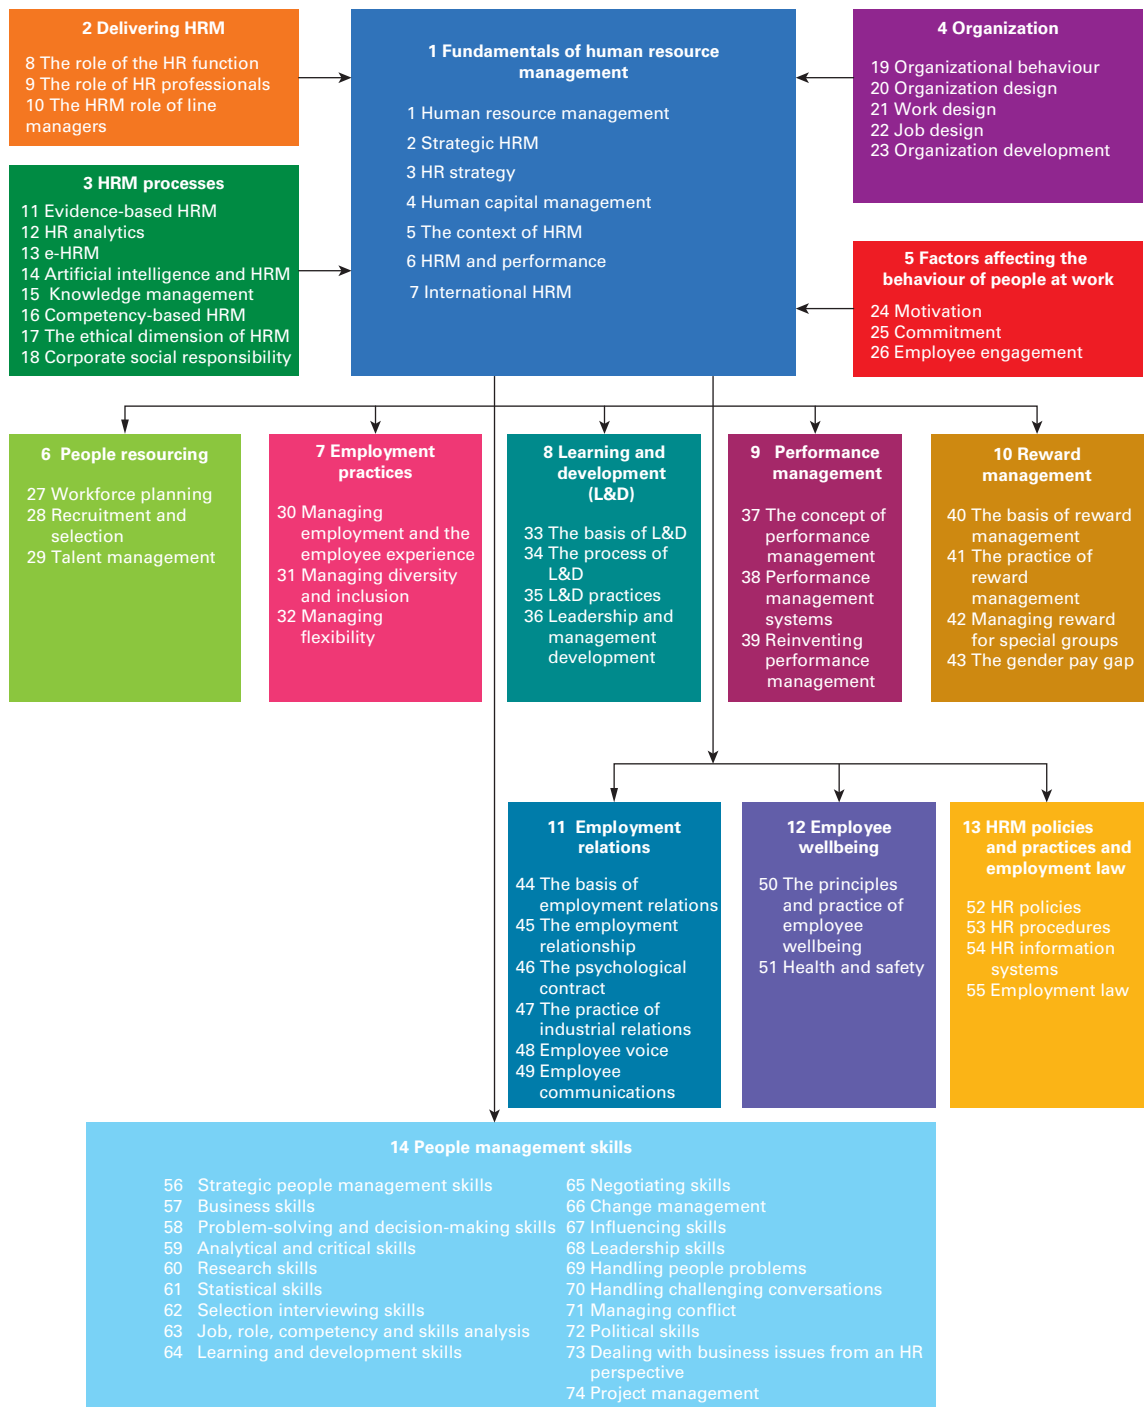 2 Delivering HRM
8 The role of the HR function
9 The role of HR professionals
10 The HRM role of line
managers
1 Fundamentals of human resource
management
1 Human resource management
2 Strategic HRM
3 HR strategy
4 Human capital management
5 The context of HRM
6 HRM and performance
7 International HRM
4 Organization
19 Organizational behaviour
20 Organization design
21 Work design
22 Job design
23 Organization development
3 HRM processes
11 Evidence-based HRM
12 HR analytics
13 e-HRM
14 Artificial intelligence and HRM
15 Knowledge management
16 Competency-based HRM
17 The ethical dimension of HRM
18 Corporate social responsibility
5 Factors affecting the
behaviour of people at work
24 Motivation
25 Commitment
26 Employee engagement
6 People resourcing
27 Workforce planning
28 Recruitment and
selection
29 Talent management
7 Employment
practices
30 Managing
employment and the
employee experience
31 Managing diversity
and inclusion
32 Managing
flexibility
8 Learning and
development
(L&D)
33 The basis of L&D
34 The process of
L&D
35 L&D practices
36 Leadership and
management
development
9 Performance
management
37 The concept of
performance
management
38 Performance
management
systems
39 Reinventing
performance
management
10 Reward
management
40 The basis of reward
management
41 The practice of
reward
management
42 Managing reward
for special groups
43 The gender pay gap
11 Employment
relations
44 The basis of
employment relations
45 The employment
relationship
46 The psychological
contract
47 The practice of
industrial relations
48 Employee voice
49 Employee
communications
12 Employee
wellbeing
50 The principles
and practice of
employee
wellbeing
51 Health and safety
13 HRM policies
and practices and
employment law
52 HR policies
53 HR procedures
54 HR information
systems
55 Employment law
14 People management skills
56 Strategic people management skills
57 Business skills
58 Problem-solving and decision-making skills
59 Analytical and critical skills
60 Research skills
61 Statistical skills
62 Selection interviewing skills
63 Job, role, competency and skills analysis
64 Learning and development skills
65 Negotiating skills
66 Change management
67 Influencing skills
68 Leadership skills
69 Handling people problems
70 Handling challenging conversations
71 Managing conflict
72 Political skills
73 Dealing with business issues from an HR
perspective
74 Project management